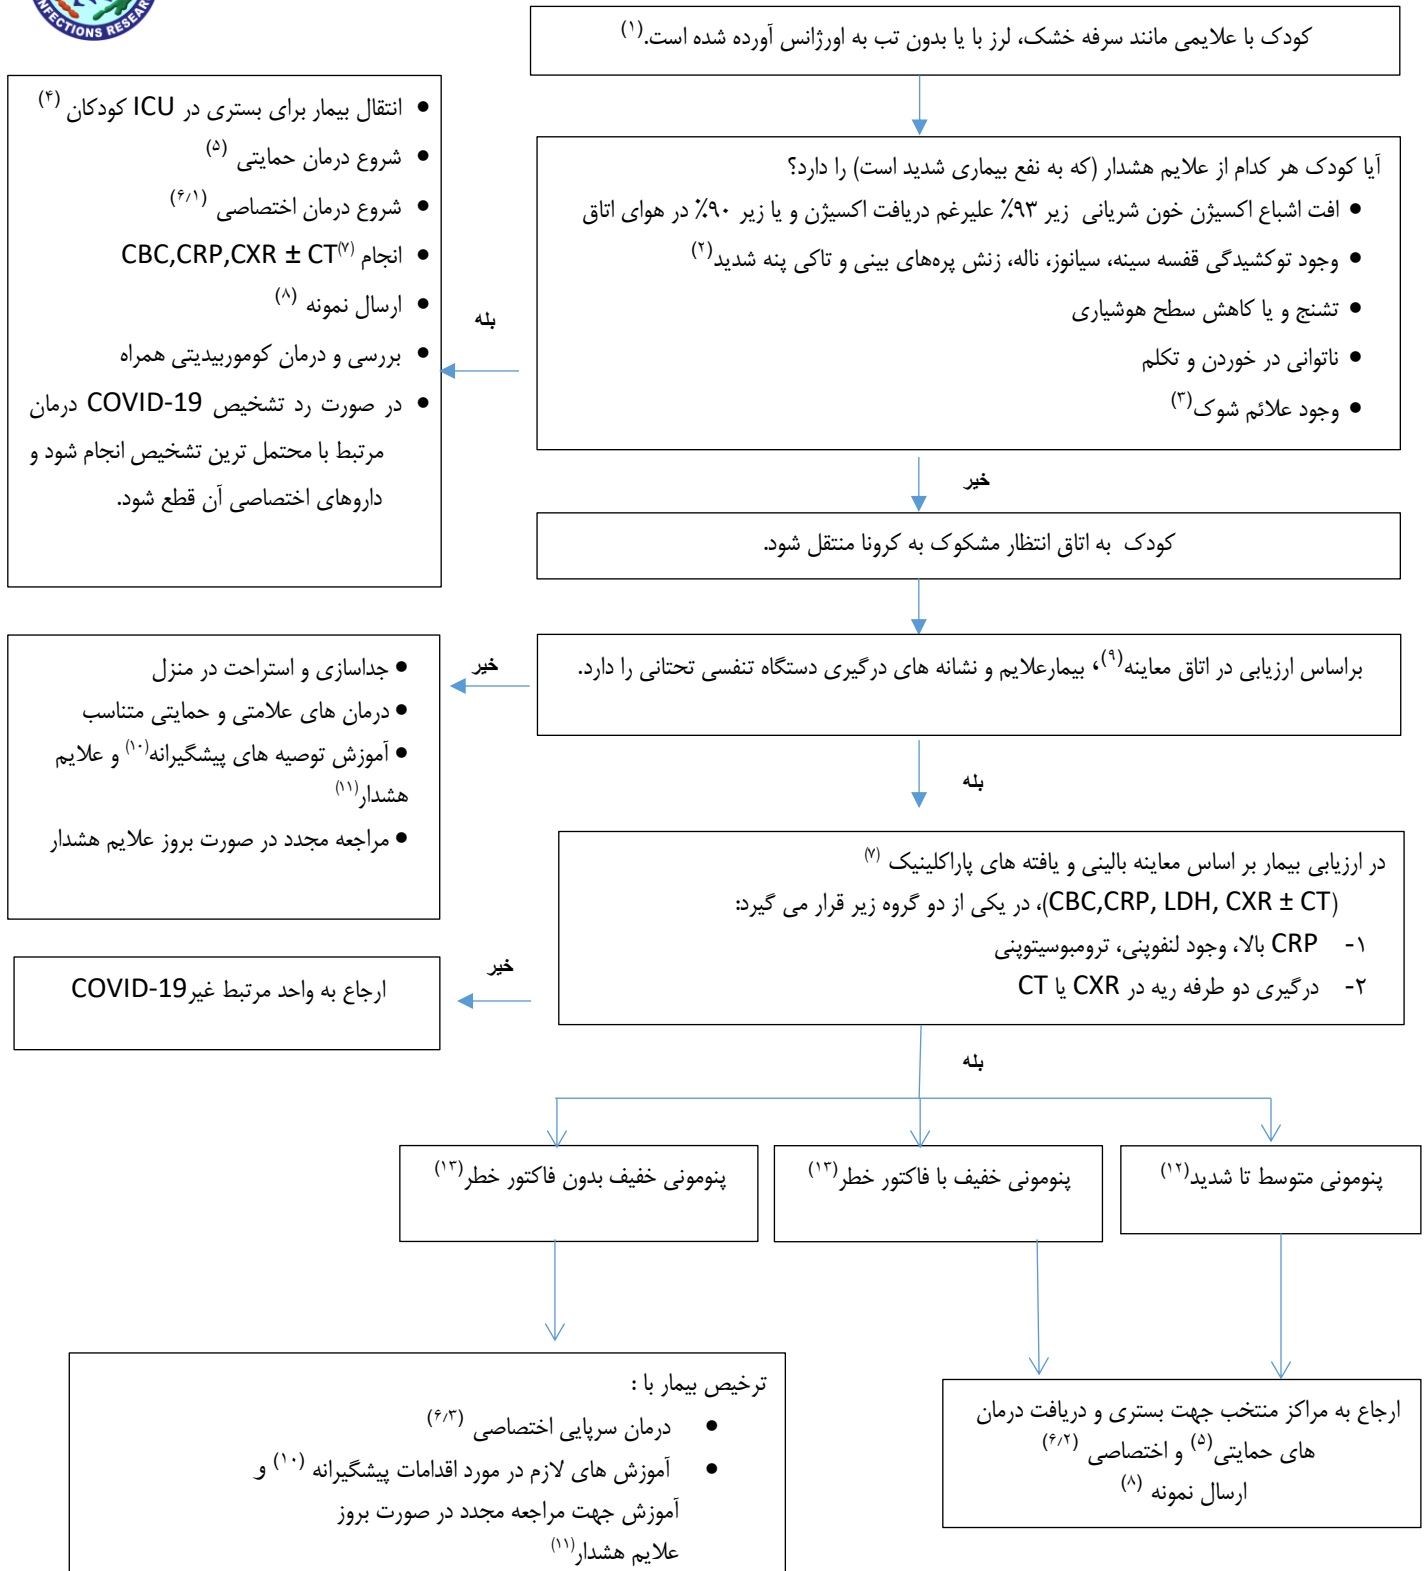 FECTIONS RESEAR
کودک با علایمی مانند سرفه خشک، لرز با یا بدون تب به اورژانس آورده شده است.(۱)
آیا کودک هر کدام از علایم هشدار (که به نفع بیماری شدید است) را دارد؟
● افت اشباع اکسیژن خون شریانی زیر ۹۳٪ علیرغم دریافت اکسیژن و یا زیر ۹۰٪ در هوای اتاق
● وجود توکشیدگی قفسه سینه، سیانوز، ناله، زنش پره‌های بینی و تاکی پنه شدید(۲)
● تشنج و یا کاهش سطح هوشیاری
● ناتوانی در خوردن و تکلم
● وجود علائم شوک(۳)
بله
● انتقال بیمار برای بستری در ICU کودکان (۴)
● شروع درمان حمایتی (۵)
● شروع درمان اختصاصی (۶٫۱)
● انجام CBC,CRP,CXR ± CT(۷)
● ارسال نمونه (۸)
● بررسی و درمان کوموربیدیتی همراه
● در صورت رد تشخیص COVID-19 درمان
مرتبط با محتمل ترین تشخیص انجام شود و
داروهای اختصاصی آن قطع شود.
خیر
کودک به اتاق انتظار مشکوک به کرونا منتقل شود.
براساس ارزیابی در اتاق معاینه(۹)، بیمارعلایم و نشانه های درگیری دستگاه تنفسی تحتانی را دارد.
خیر
● جداسازی و استراحت در منزل
● درمان های علامتی و حمایتی متناسب
● آموزش توصیه های پیشگیرانه(۱۰) و علایم
هشدار(۱۱)
● مراجعه مجدد در صورت بروز علایم هشدار
بله
در ارزیابی بیمار بر اساس معاینه بالینی و یافته های پاراکلینیک (۷)
(CBC,CRP, LDH, CXR ± CT)، در یکی از دو گروه زیر قرار می گیرد:
۱- CRP بالا، وجود لنفوپنی، ترومبوسیتوپنی
۲- درگیری دو طرفه ریه در CXR یا CT
خیر
ارجاع به واحد مرتبط غیرCOVID-19
بله
پنومونی متوسط تا شدید(۱۲)
پنومونی خفیف با فاکتور خطر(۱۳)
پنومونی خفیف بدون فاکتور خطر(۱۳)
ارجاع به مراکز منتخب جهت بستری و دریافت درمان
های حمایتی(۵) و اختصاصی (۶٫۲)
ارسال نمونه (۸)
ترخیص بیمار با :
● درمان سرپایی اختصاصی (۶٫۳)
● آموزش های لازم در مورد اقدامات پیشگیرانه (۱۰) و
آموزش جهت مراجعه مجدد در صورت بروز
علایم هشدار(۱۱)